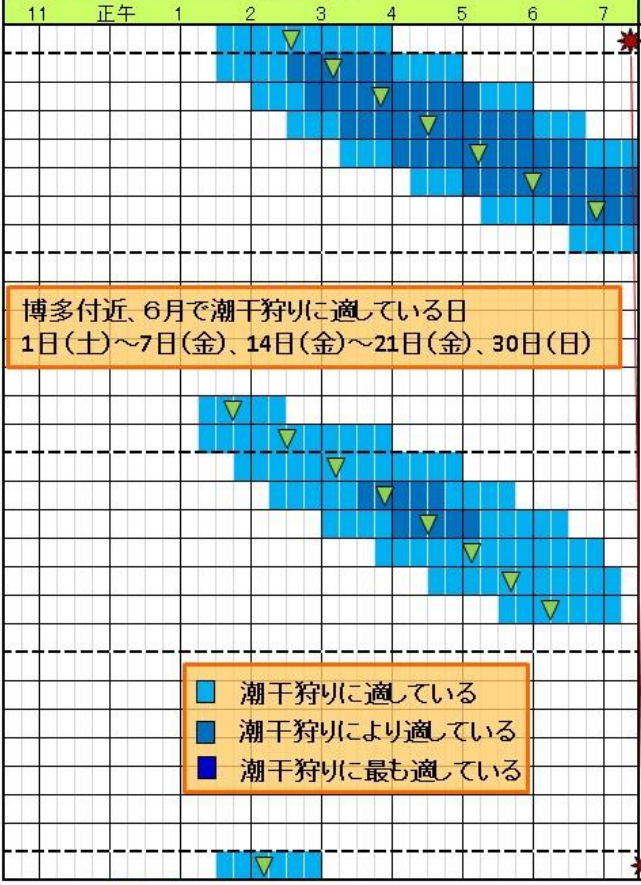 11 正午 1 2 3 4 5 6 7
博多付近、6月で潮干狩りに適している日
1日(土)～7日(金)、14日(金)～21日(金)、30日(日)
潮干狩りに適している
潮干狩りにより適している
潮干狩りに最も適している